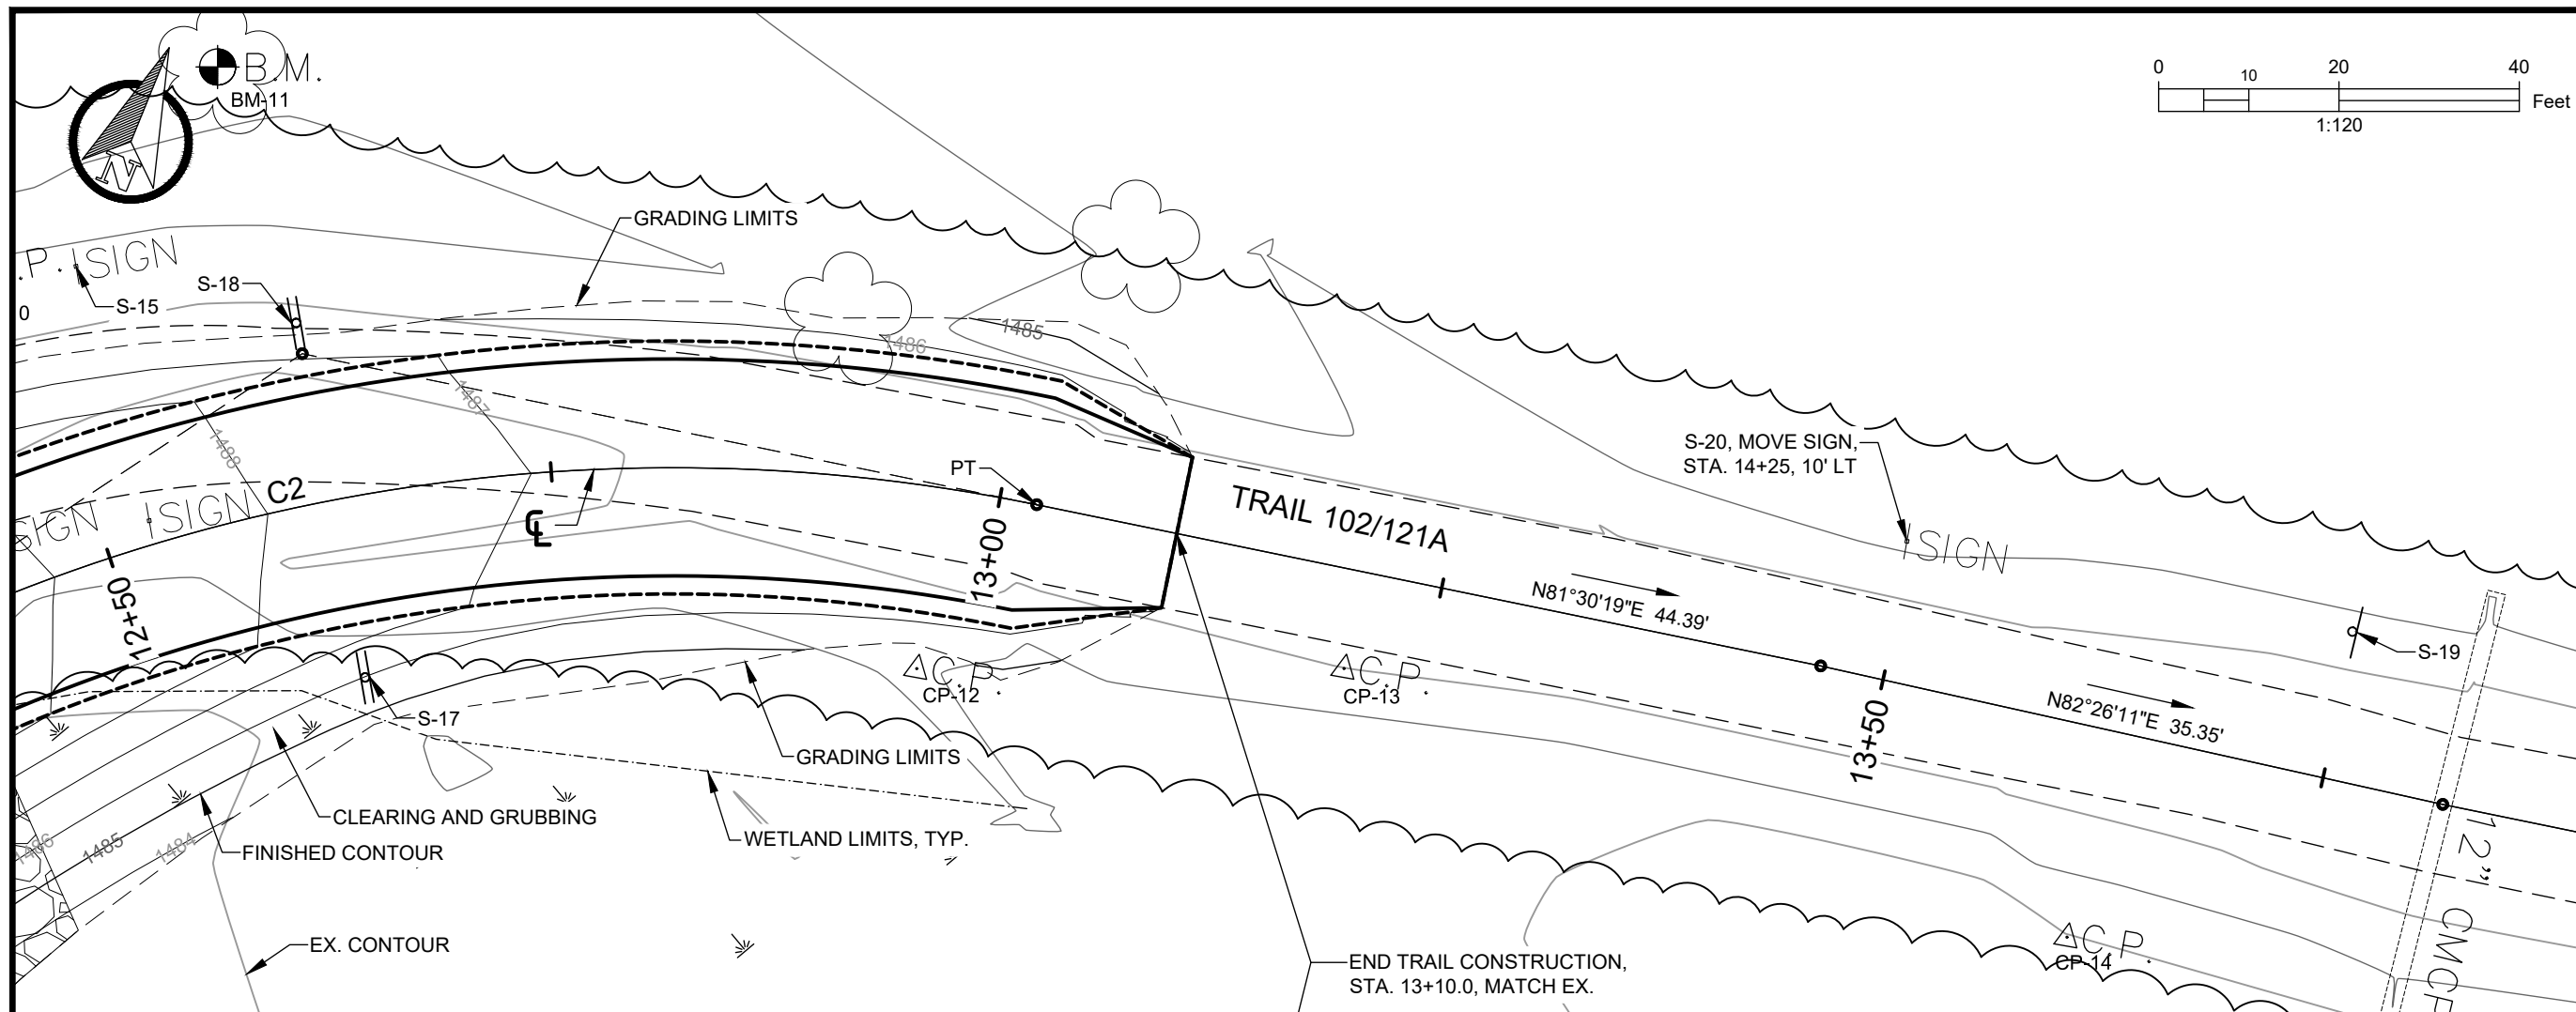 B.M.
BM-11
N
0 10 20 40
Feet
1:120
GRADING LIMITS
.P.
SIGN
S-15
S-18
0
1485
1486
1487
1488
S-20, MOVE SIGN,
STA. 14+25, 10' LT
PT
TRAIL 102/121A
C2
SIGN
SIGN
SIGN
CL
12+50
13+00
N81°30'19"E 44.39'
13+50
N82°26'11"E 35.35'
S-19
C.P.
CP-12
C.P.
CP-13
S-17
GRADING LIMITS
CLEARING AND GRUBBING
WETLAND LIMITS, TYP.
FINISHED CONTOUR
1486
1485
1484
EX. CONTOUR
END TRAIL CONSTRUCTION,
STA. 13+10.0, MATCH EX.
C.P.
CP-14
12" CMCP